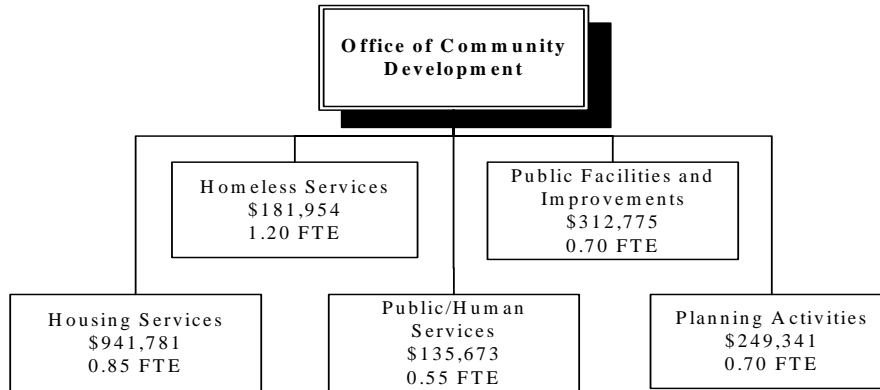 Office of Community
Development
Homeless Services
$181,954
1.20 FTE
Public Facilities and
Improvements
$312,775
0.70 FTE
Housing Services
$941,781
0.85 FTE
Public/Human
Services
$135,673
0.55 FTE
Planning Activities
$249,341
0.70 FTE